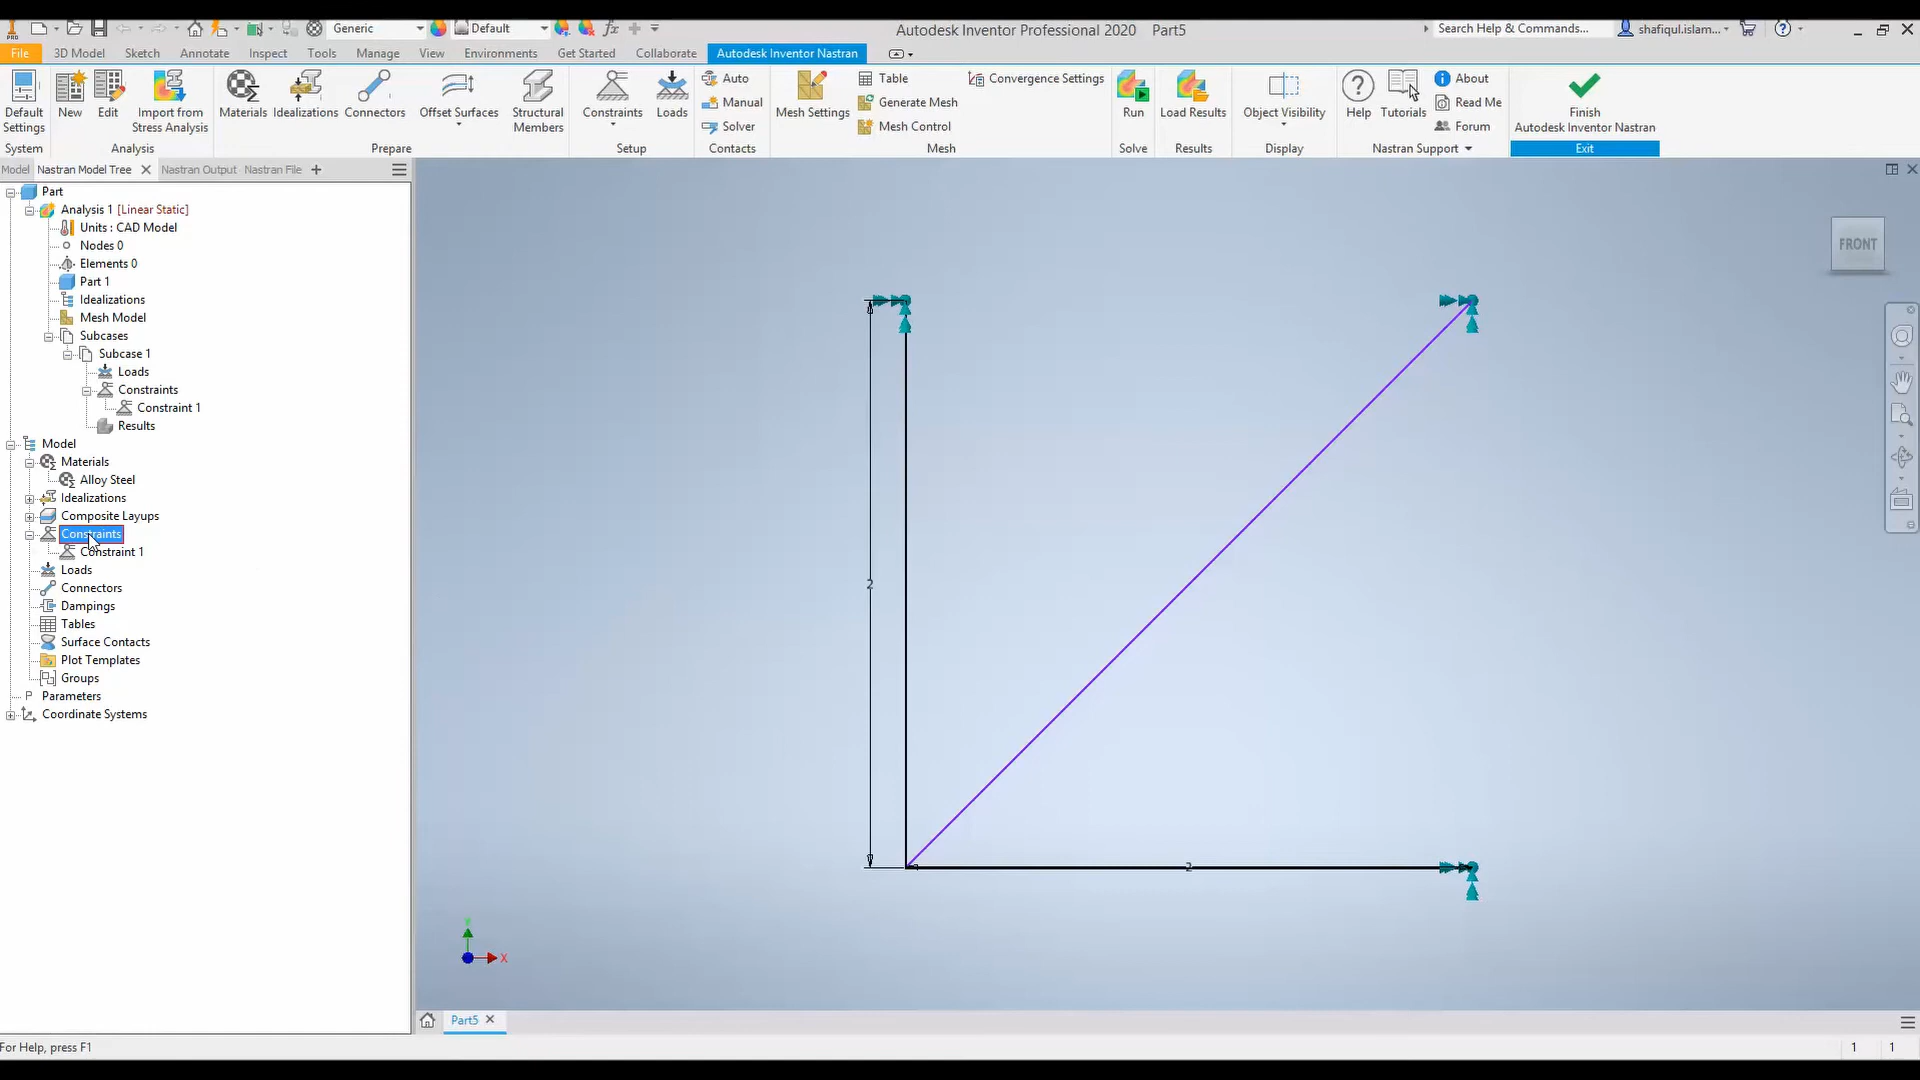 Generic
Default
Autodesk Inventor Professional 2020 Part5
Search Help & Commands...
shafiqul.islam...
File 3D Model Sketch Annotate Inspect Tools Manage View Environments Get Started Collaborate Autodesk Inventor Nastran
Default Settings
New
Edit
Import from Stress Analysis
Materials
Idealizations
Connectors
Offset Surfaces
Structural Members
Constraints
Loads
Auto
Manual
Solver
Mesh Settings
Table
Generate Mesh
Mesh Control
Convergence Settings
Run
Load Results
Object Visibility
Help
Tutorials
About
Read Me
Forum
Finish
Autodesk Inventor Nastran
System Analysis Prepare Setup Contacts Mesh Solve Results Display Nastran Support Exit
Model Nastran Model Tree Nastran Output Nastran File
Part
Analysis 1 [Linear Static]
Units : CAD Model
Nodes 0
Elements 0
Part 1
Idealizations
Mesh Model
Subcases
Subcase 1
Loads
Constraints
Constraint 1
Results
Model
Materials
Alloy Steel
Idealizations
Composite Layups
Constraints
Constraint 1
Loads
Connectors
Dampings
Tables
Surface Contacts
Plot Templates
Groups
Parameters
Coordinate Systems
FRONT
2
2
Y
X
Part5
For Help, press F1
1 1